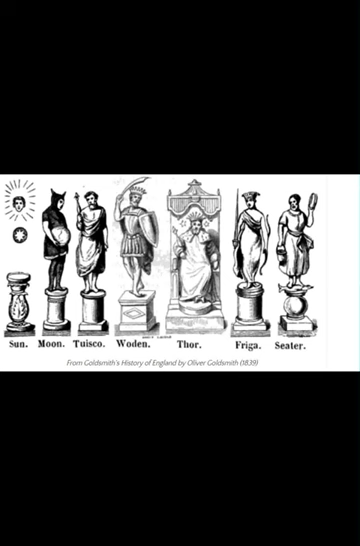 Sun. Moon. Tuisco. Woden. Thor. Friga. Seater.
From Goldsmith's History of England by Oliver Goldsmith (1839)